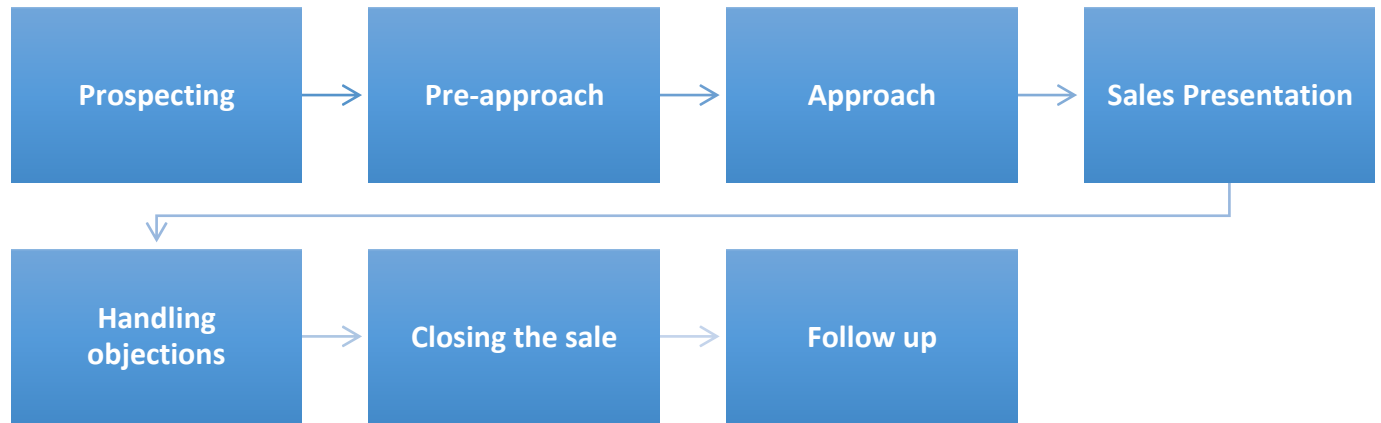 Prospecting
Pre-approach
Approach
Sales Presentation
Handling
objections
Closing the sale
Follow up